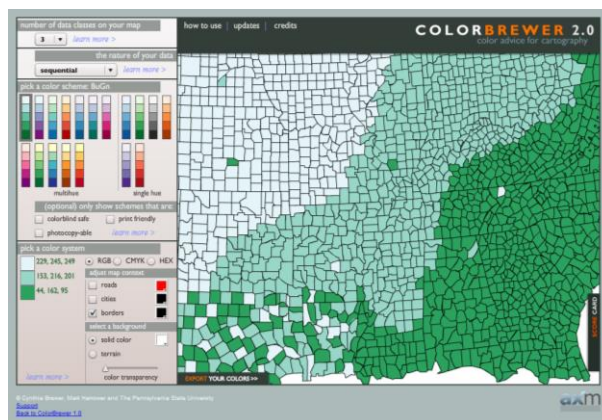 number of data classes on your map
3
learn more >
the nature of your data
sequential
learn more >
pick a color scheme: BuGn
multihue
single hue
(optional) only show schemes that are:
colorblind safe
print friendly
photocopy-able
learn more >
pick a color system
229, 245, 249
153, 216, 201
44, 162, 95
RGB
CMYK
HEX
adjust map context
roads
cities
borders
select a background
solid color
terrain
color transparency
learn more >
how to use | updates | credits
COLORBREWER 2.0
color advice for cartography
EXPORT YOUR COLORS >>
SCORE CARD
© Cynthia Brewer, Mark Harrower and The Pennsylvania State University
Support
Back to ColorBrewer 1.0
axm